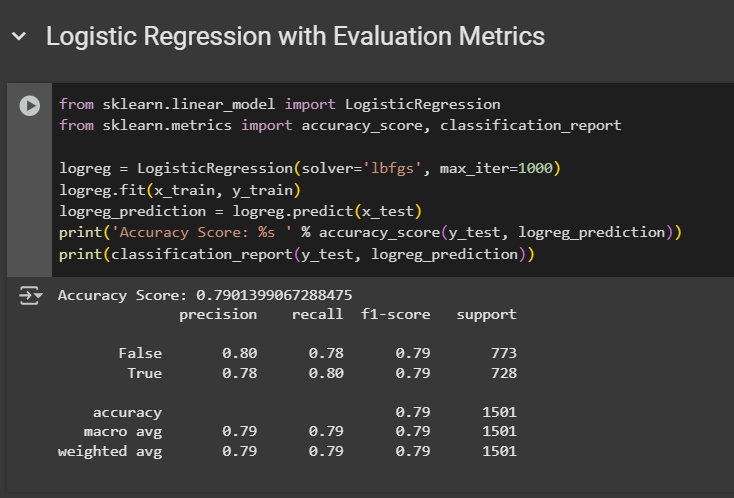 Logistic Regression with Evaluation Metrics
from sklearn.linear_model import LogisticRegression
from sklearn.metrics import accuracy_score, classification_report
logreg = LogisticRegression(solver='lbfgs', max_iter=1000)
logreg.fit(x_train, y_train)
logreg_prediction = logreg.predict(x_test)
print('Accuracy Score: %s ' % accuracy_score(y_test, logreg_prediction))
print(classification_report(y_test, logreg_prediction))
Accuracy Score: 0.7901399067288475
precision recall f1-score support
False 0.80 0.78 0.79 773
True 0.78 0.80 0.79 728
accuracy 0.79 1501
macro avg 0.79 0.79 0.79 1501
weighted avg 0.79 0.79 0.79 1501